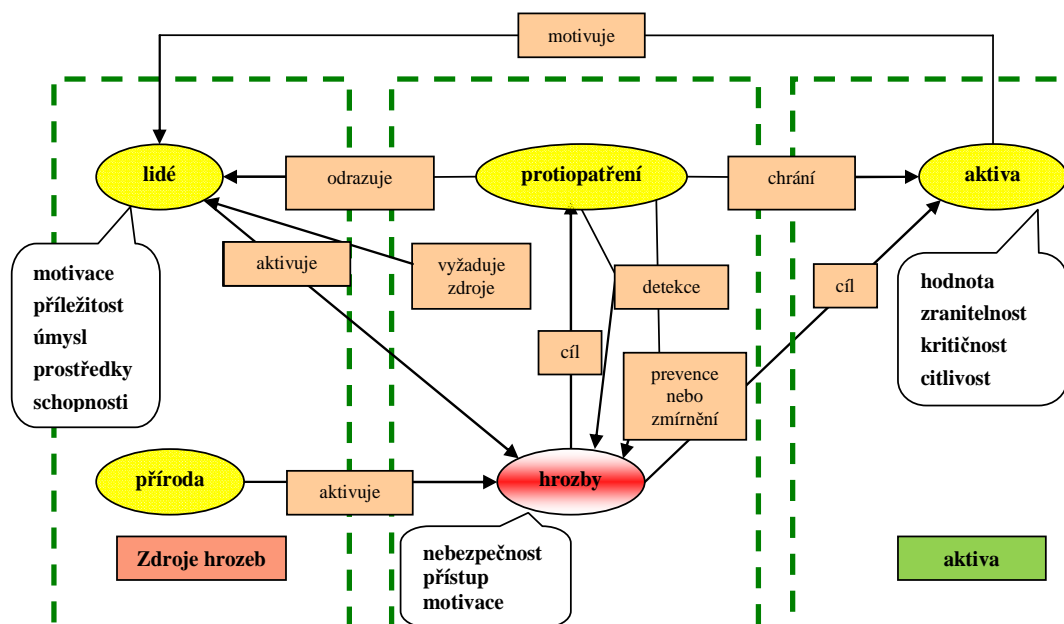 motivuje
lidé
odrazuje
protiopatření
chrání
aktiva
motivace
příležitost
úmysl
prostředky
schopnosti
aktivuje
vyžaduje
zdroje
detekce
cíl
hodnota
zranitelnost
kritičnost
citlivost
cíl
prevence
nebo
zmírnění
příroda
aktivuje
hrozby
Zdroje hrozeb
nebezpečnost
přístup
motivace
aktiva